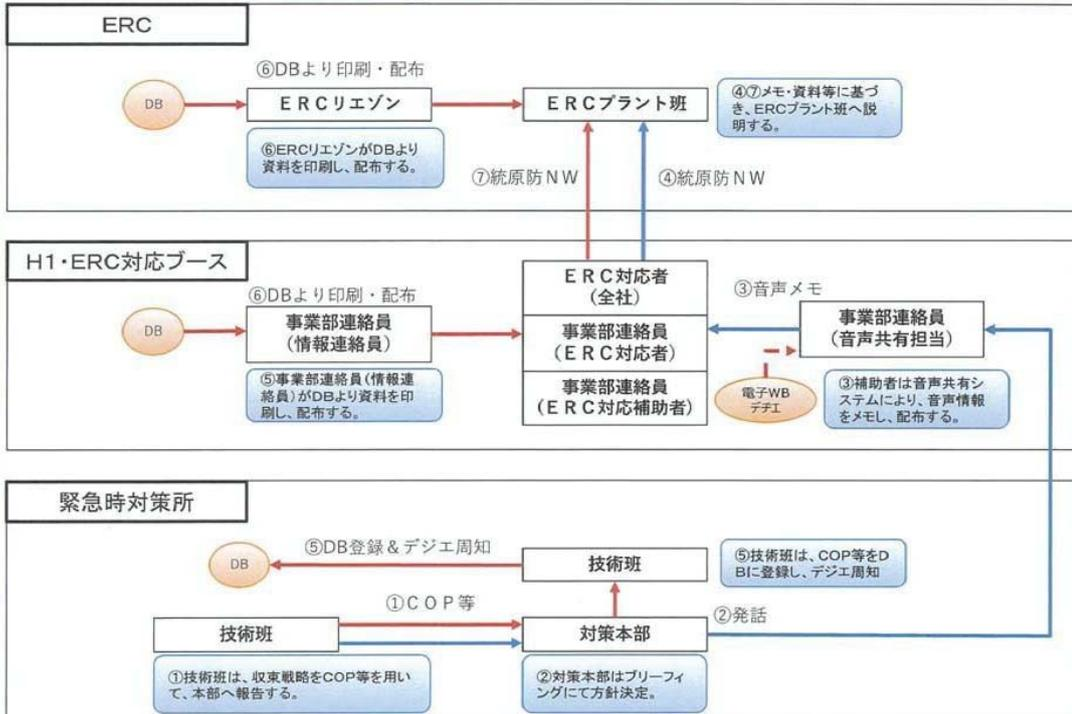 ERC
⑥DBより印刷・配布
DB
ERCリエゾン
ERCプラント班
④⑦メモ・資料等に基づ
き、ERCプラント班へ説
明する。
⑥ERCリエゾンがDBより
資料を印刷し、配布する。
⑦統原防NW
④統原防NW
H1・ERC対応ブース
⑥DBより印刷・配布
DB
事業部連絡員
(情報連絡員)
⑤事業部連絡員(情報連
絡員)がDBより資料を印
刷し、配布する。
ERC対応者
(全社)
事業部連絡員
(ERC対応者)
事業部連絡員
(ERC対応補助者)
③音声メモ
事業部連絡員
(音声共有担当)
電子WB
デヂエ
③補助者は音声共有シ
ステムにより、音声情報
をメモし、配布する。
緊急時対策所
DB
⑤DB登録&デジエ周知
技術班
⑤技術班は、COP等をD
Bに登録し、デジエ周知
①COP等
②発話
技術班
対策本部
①技術班は、収束戦略をCOP等を用い
て、本部へ報告する。
②対策本部はブリーフィ
ングにて方針決定。